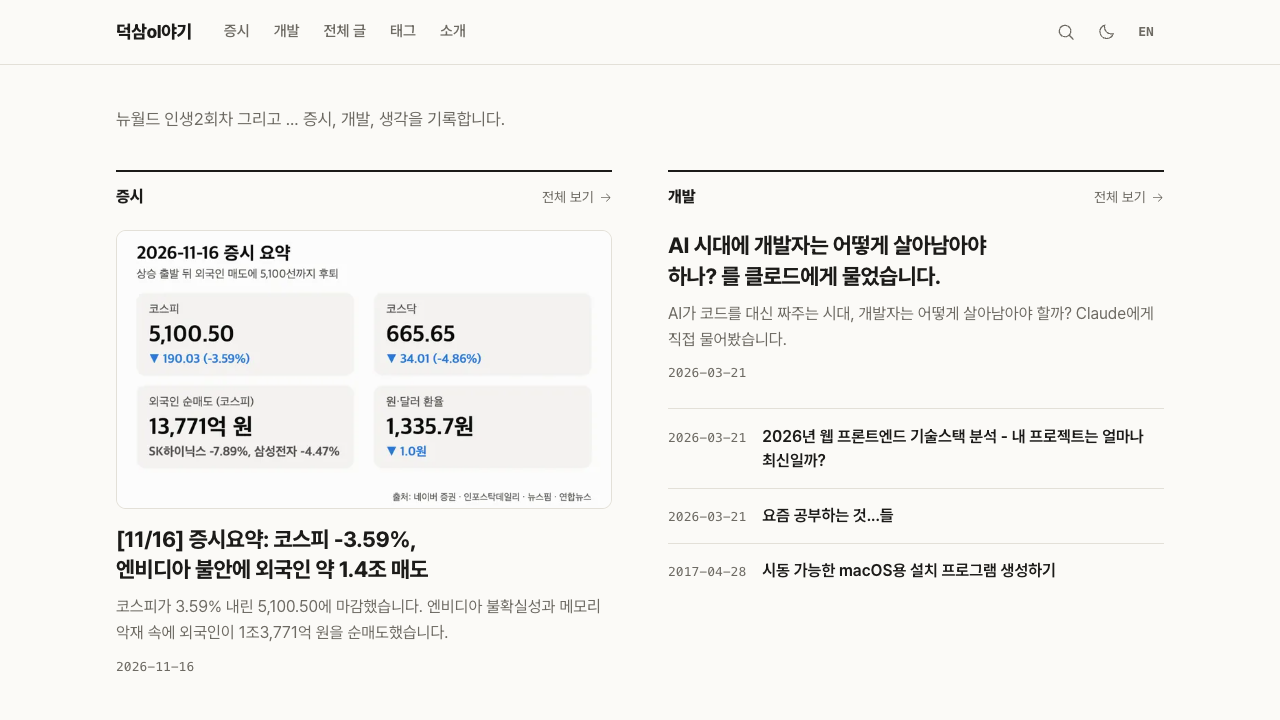 덕삼이야기
증시
개발
전체 글
태그
소개
EN
뉴월드 인생2회차 그리고 ... 증시, 개발, 생각을 기록합니다.
증시
전체 보기 →
2026-11-16 증시 요약
상승 출발 뒤 외국인 매도에 5,100선까지 후퇴
코스피
5,100.50
▼ 190.03 (-3.59%)
코스닥
665.65
▼ 34.01 (-4.86%)
외국인 순매도 (코스피)
13,771억 원
SK하이닉스 -7.89%, 삼성전자 -4.47%
원·달러 환율
1,335.7원
▼ 1.0원
출처: 네이버 증권 · 인포스탁데일리 · 뉴스핌 · 연합뉴스
[11/16] 증시요약: 코스피 -3.59%,
엔비디아 불안에 외국인 약 1.4조 매도
코스피가 3.59% 내린 5,100.50에 마감했습니다. 엔비디아 불확실성과 메모리
악재 속에 외국인이 1조3,771억 원을 순매도했습니다.
2026-11-16
개발
전체 보기 →
AI 시대에 개발자는 어떻게 살아남아야
하나? 를 클로드에게 물었습니다.
AI가 코드를 대신 짜주는 시대, 개발자는 어떻게 살아남아야 할까? Claude에게
직접 물어봤습니다.
2026-03-21
2026-03-21
2026년 웹 프론트엔드 기술스택 분석 - 내 프로젝트는 얼마나
최신일까?
2026-03-21
요즘 공부하는 것...들
2017-04-28
시동 가능한 macOS용 설치 프로그램 생성하기